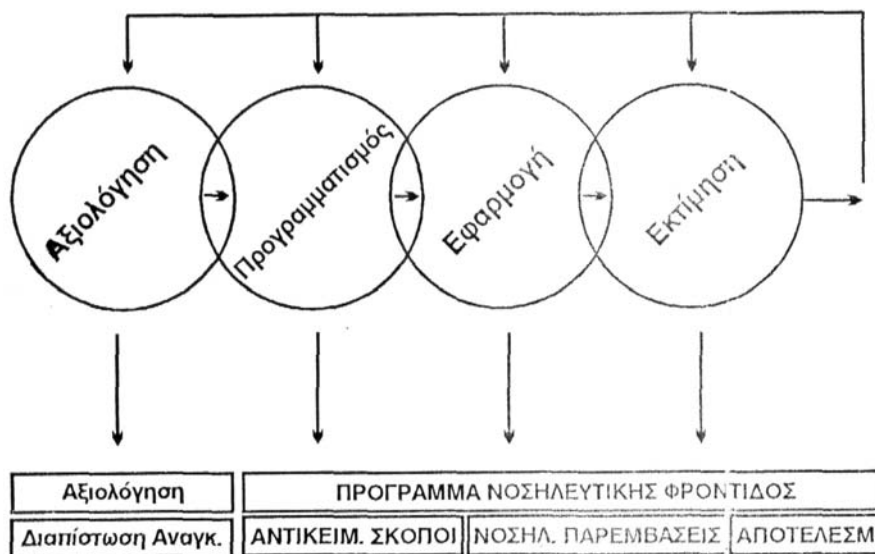 Αξιολόγηση
Προγραμματισμός
Εφαρμογή
Εκτίμηση
Αξιολόγηση
ΠΡΟΓΡΑΜΜΑ ΝΟΣΗΛΕΥΤΙΚΗΣ ΦΡΟΝΤΙΔΟΣ
Διαπίστωση Αναγκ.
ΑΝΤΙΚΕΙΜ. ΣΚΟΠΟΙ
ΝΟΣΗΛ. ΠΑΡΕΜΒΑΣΕΙΣ
ΑΠΟΤΕΛΕΣΜ